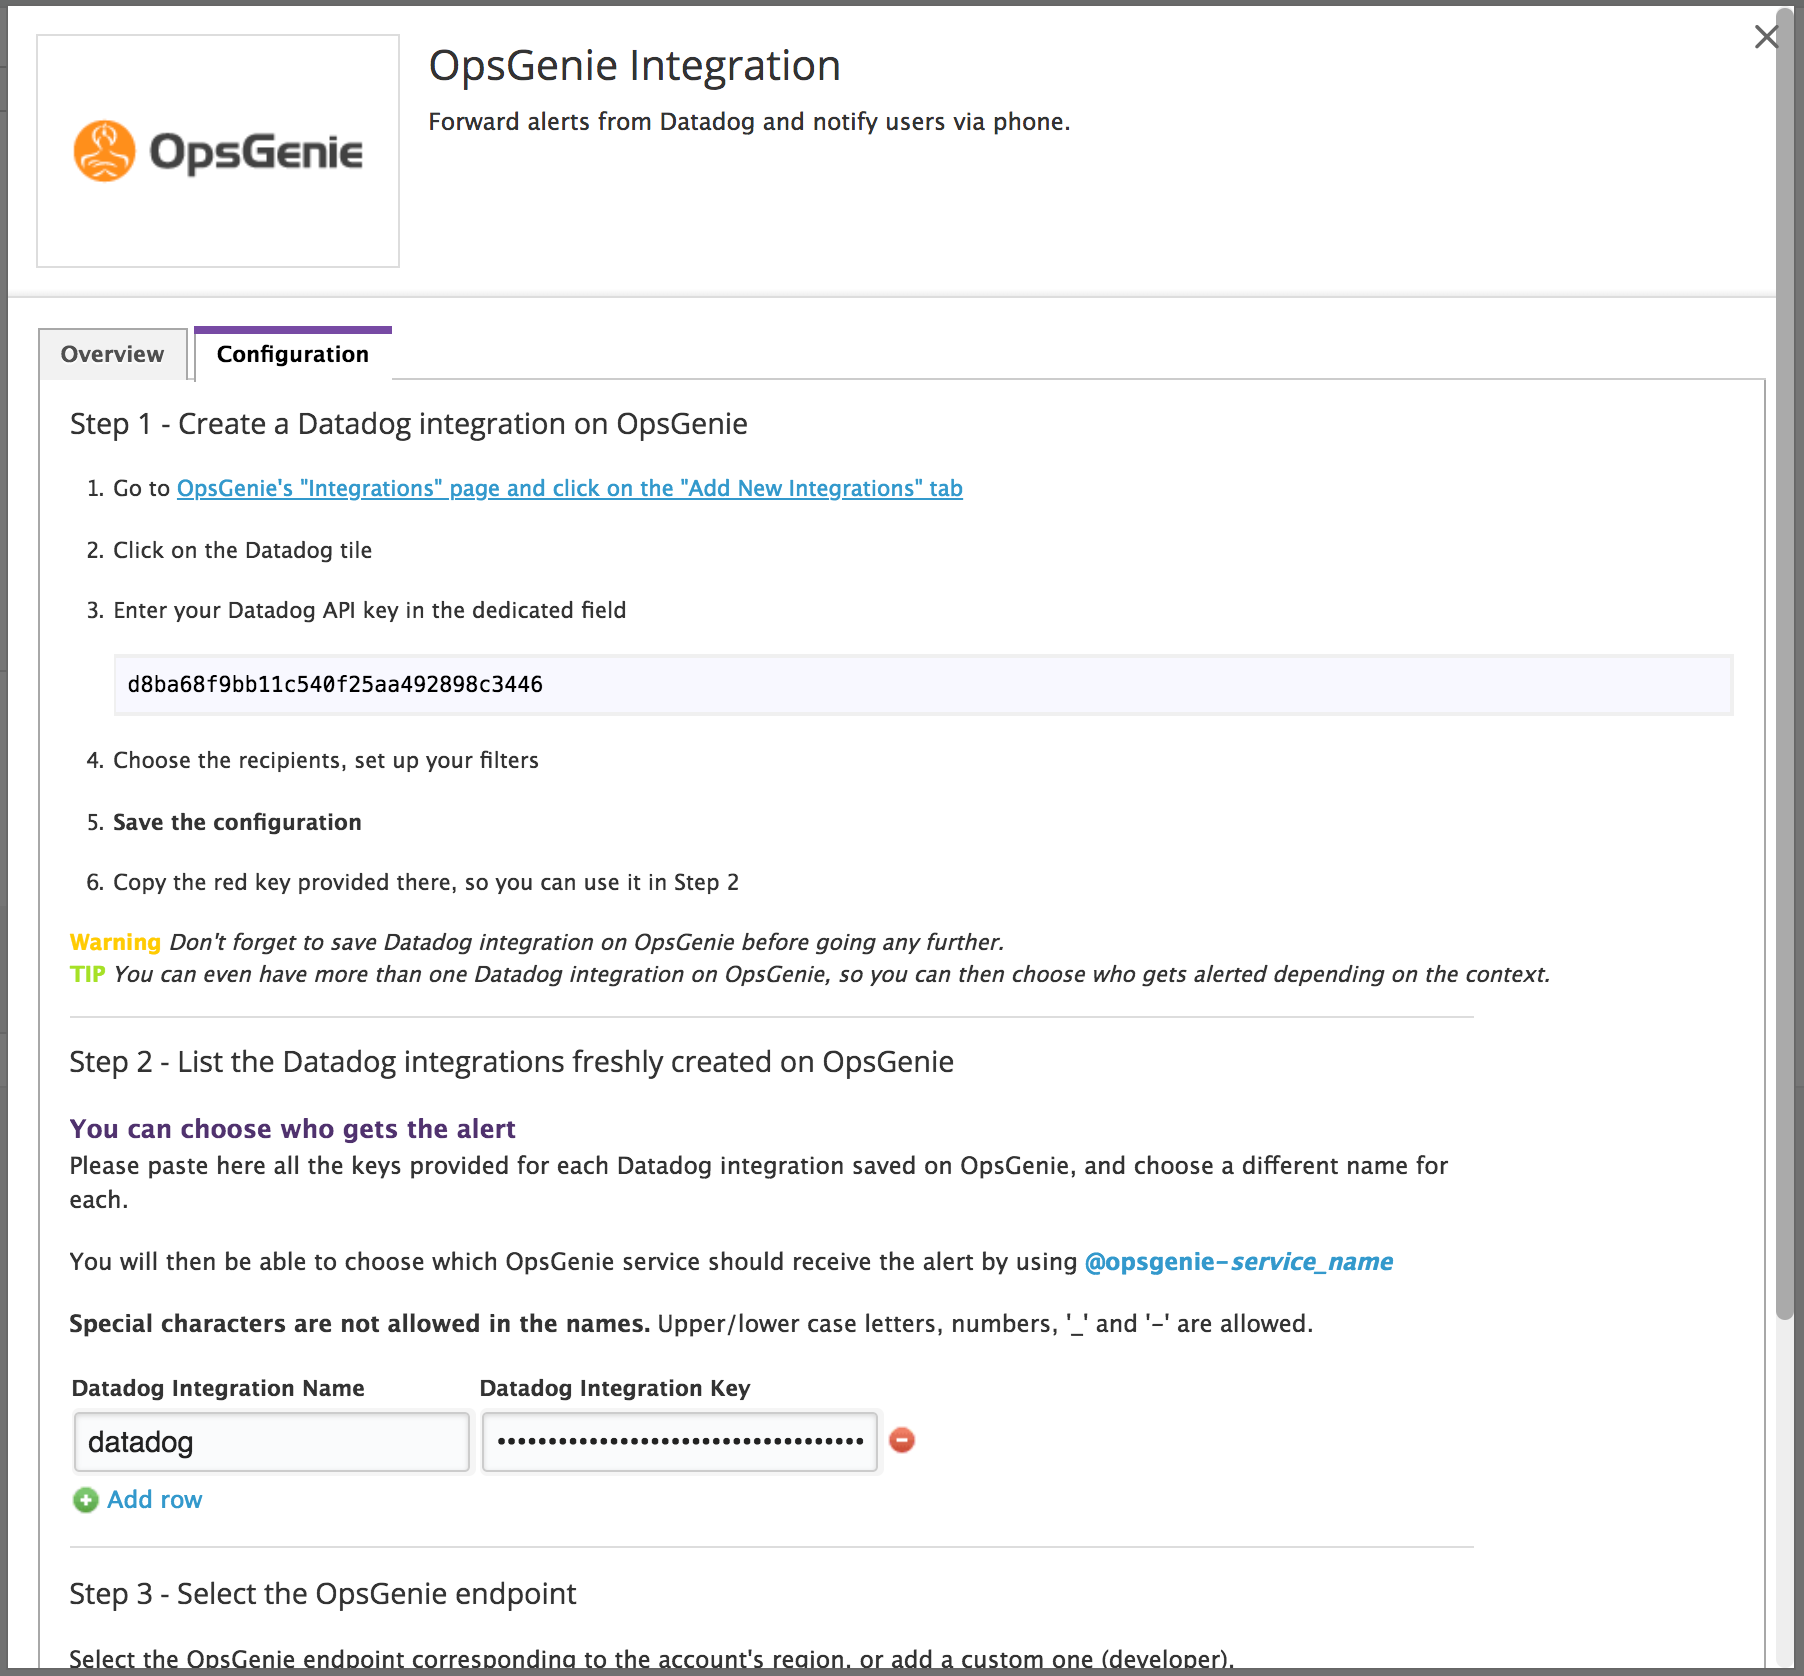 OpsGenie
OpsGenie Integration
Forward alerts from Datadog and notify users via phone.
Overview
Configuration
Step 1 - Create a Datadog integration on OpsGenie
1. Go to OpsGenie's "Integrations" page and click on the "Add New Integrations" tab
2. Click on the Datadog tile
3. Enter your Datadog API key in the dedicated field
d8ba68f9bb11c540f25aa492898c3446
4. Choose the recipients, set up your filters
5. Save the configuration
6. Copy the red key provided there, so you can use it in Step 2
Warning Don't forget to save Datadog integration on OpsGenie before going any further.
TIP You can even have more than one Datadog integration on OpsGenie, so you can then choose who gets alerted depending on the context.
Step 2 - List the Datadog integrations freshly created on OpsGenie
You can choose who gets the alert
Please paste here all the keys provided for each Datadog integration saved on OpsGenie, and choose a different name for
each.
You will then be able to choose which OpsGenie service should receive the alert by using @opsgenie-service_name
Special characters are not allowed in the names. Upper/lower case letters, numbers, '_' and '-' are allowed.
Datadog Integration Name
Datadog Integration Key
datadog
••••••••••••••••••••••••••••••••••••
Add row
Step 3 - Select the OpsGenie endpoint
Select the OpsGenie endpoint corresponding to the account's region, or add a custom one (developer).